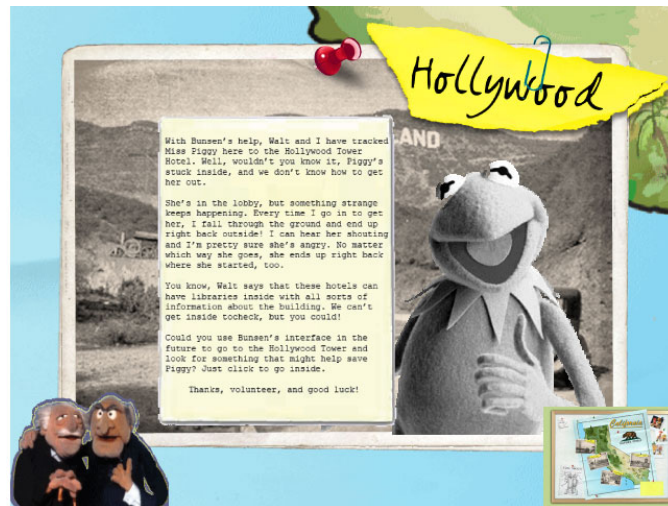 Hollywood
LAND
With Bunsen's help, Walt and I have tracked
Miss Piggy here to the Hollywood Tower
Hotel. Well, wouldn't you know it, Piggy's
stuck inside, and we don't know how to get
her out.
She's in the lobby, but something strange
keeps happening. Every time I go in to get
her, I fall through the ground and end up
right back outside! I can hear her shouting
and I'm pretty sure she's angry. No matter
which way she goes, she ends up right back
where she started, too.
You know, Walt says that these hotels can
have libraries inside with all sorts of
information about the building. We can't
get inside tocheck, but you could!
Could you use Bunsen's interface in the
future to go to the Hollywood Tower and
look for something that might help save
Piggy? Just click to go inside.
Thanks, volunteer, and good luck!
California